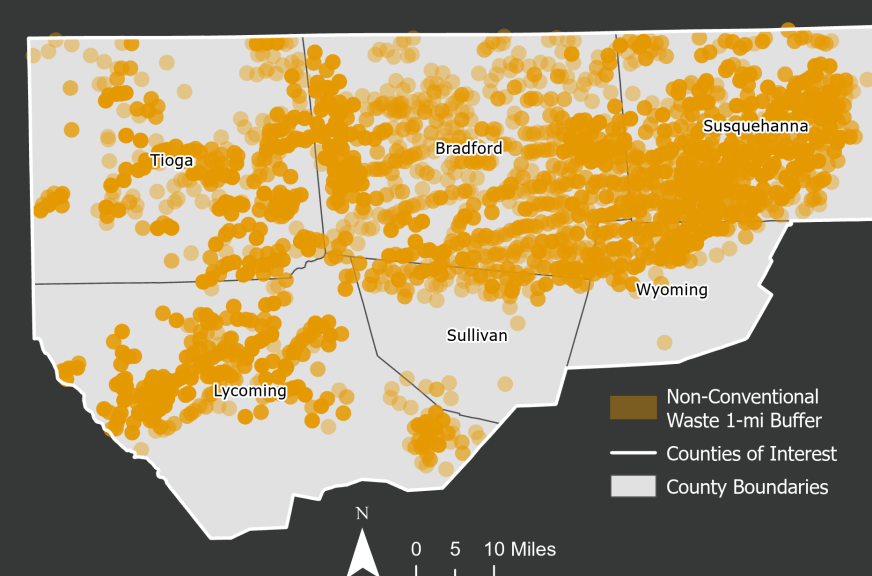 Susquehanna
Bradford
Tioga
Wyoming
Sullivan
Lycoming
Non-Conventional
Waste 1-mi Buffer
Counties of Interest
County Boundaries
N
0 5 10 Miles